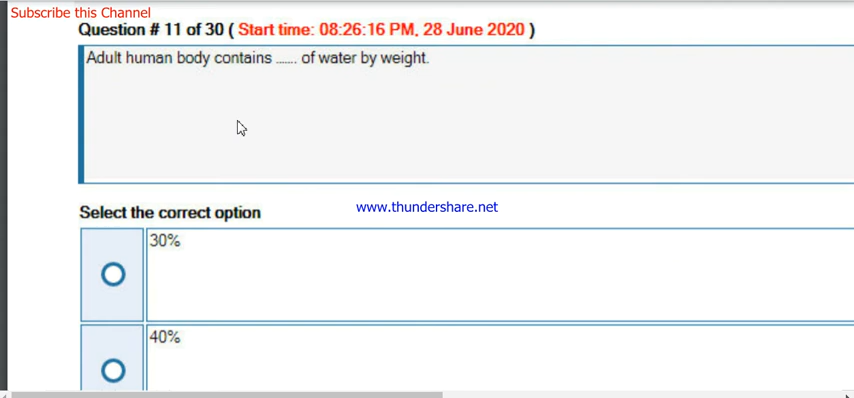 Subscribe this Channel
Question # 11 of 30 ( Start time: 08:26:16 PM, 28 June 2020 )
Adult human body contains ....... of water by weight.
Select the correct option
www.thundershare.net
30%
40%